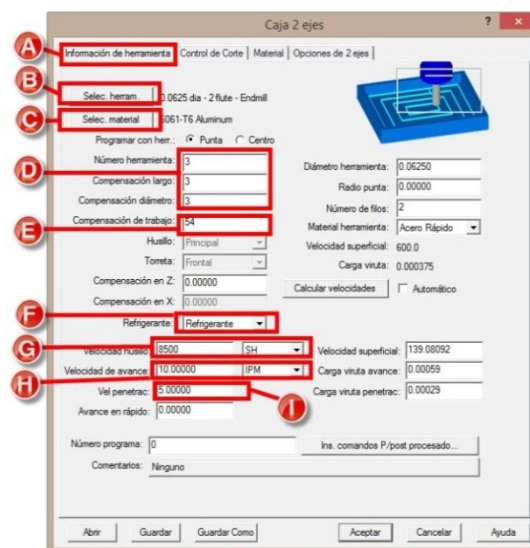 Caja 2 ejes ? x
A Información de herramienta Control de Corte Material Opciones de 2 ejes
B Selec. herram. 0.0625 dia - 2 flute - Endmill
C Selec. material 6061-T6 Aluminum
Programar con herr.: Punta Centro
D Número herramienta: 3 Diámetro herramienta: 0.06250
Compensación largo: 3 Radio punta: 0.00000
Compensación diámetro: 3 Número de filos: 2
E Compensación de trabajo: 54 Material herramienta: Acero Rápido
Husillo: Principal Velocidad superficial: 600.0
Torreta: Frontal Carga viruta: 0.000375
Compensación en Z: 0.00000 Calcular velocidades Automático
Compensación en X: 0.00000
F Refrigerante: Refrigerante
G Velocidad husillo: 8500 SH Velocidad superficial: 139.08092
H Velocidad de avance: 10.00000 IPM Carga viruta avance: 0.00059
Vel penetrac: 5.00000 I Carga viruta penetrac: 0.00029
Avance en rápido: 0.00000
Número programa: 0 Ins. comandos P/post procesado...
Comentarios: Ninguno
Abrir Guardar Guardar Como Aceptar Cancelar Ayuda